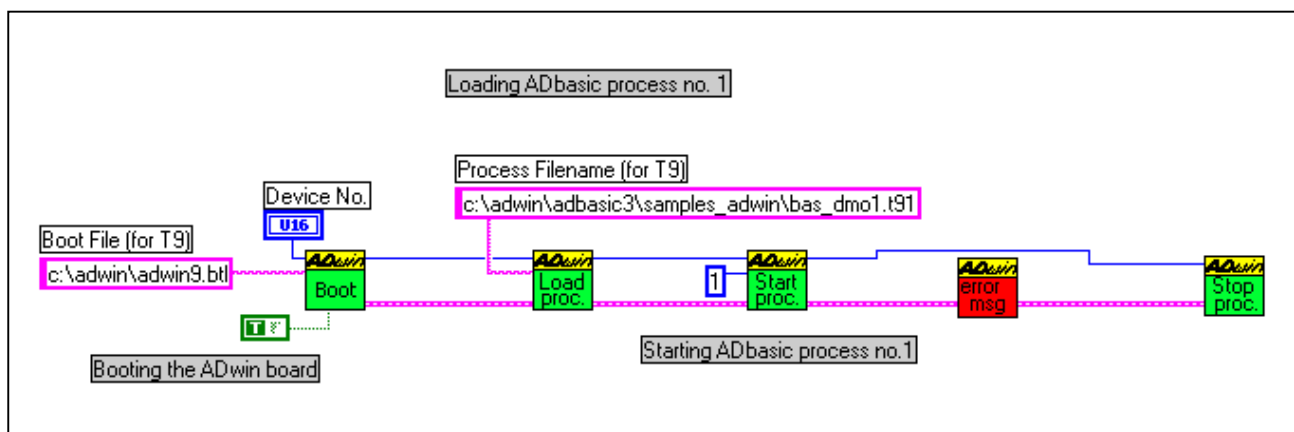 Loading ADbasic process no. 1
Process Filename (for T9)
c:\adwin\adbasic3\samples_adwin\bas_dmo1.t91
Device No.
U16
Boot File (for T9)
c:\adwin\adwin9.btl
ADwin
Boot
ADwin
Load
proc.
1
ADwin
Start
proc.
ADwin
error
msg
ADwin
Stop
proc.
T F
Booting the ADwin board
Starting ADbasic process no.1